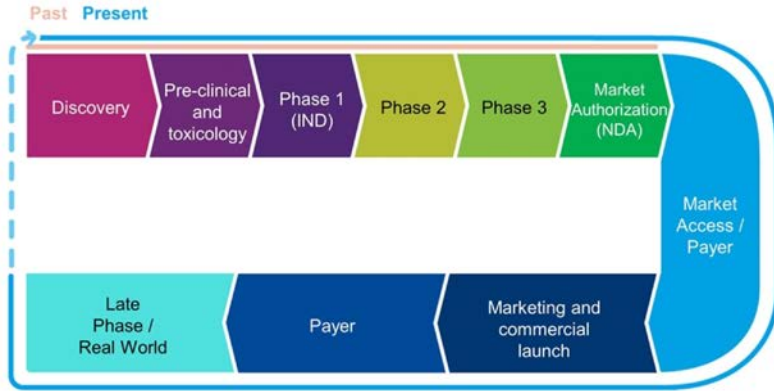 Past Present
Discovery
Pre-clinical
and
toxicology
Phase 1
(IND)
Phase 2
Phase 3
Market
Authorization
(NDA)
Market
Access /
Payer
Marketing and
commercial
launch
Payer
Late
Phase /
Real World